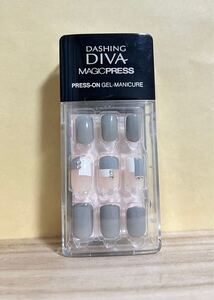 DASHING
DIVA
MAGICPRESS
PRESS-ON GEL-MANICURE